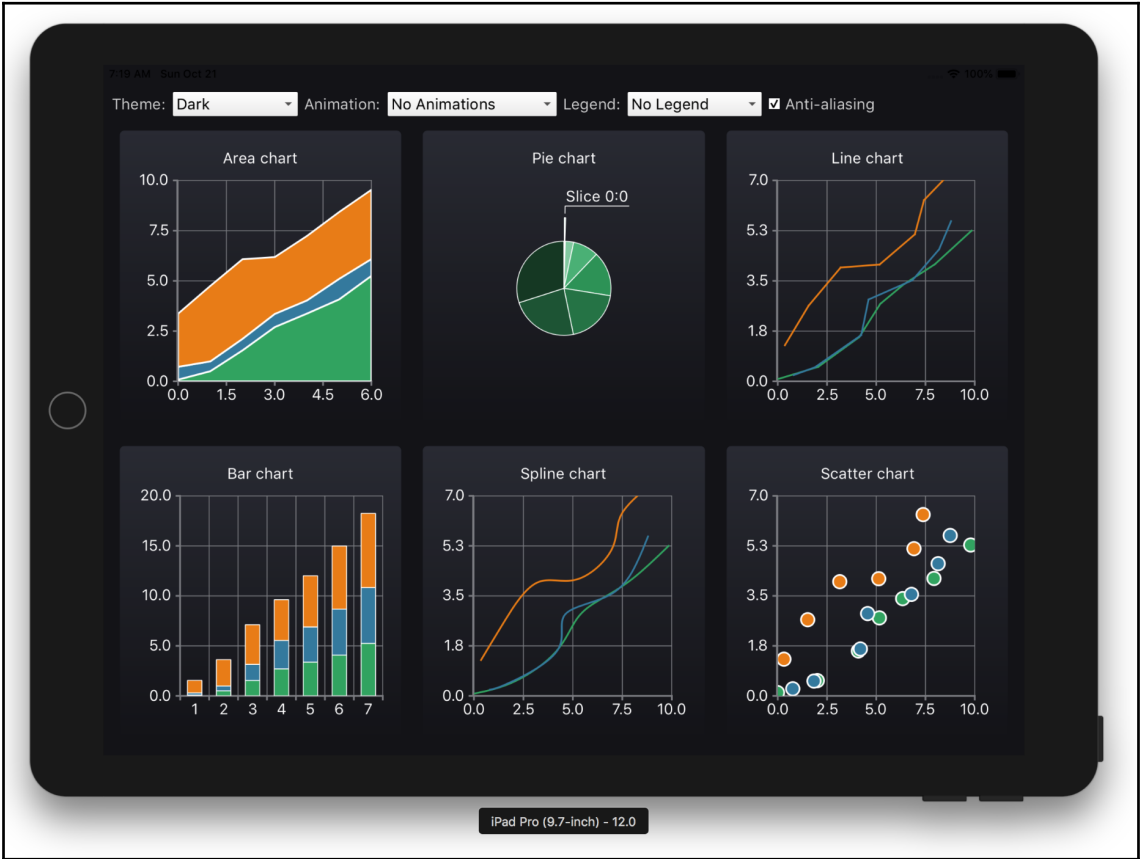 7:19 AM Sun Oct 21 100%
Theme: Dark Animation: No Animations Legend: No Legend Anti-aliasing
Area chart
10.0
7.5
5.0
2.5
0.0
0.0 1.5 3.0 4.5 6.0
Pie chart
Slice 0:0
Line chart
7.0
5.3
3.5
1.8
0.0
0.0 2.5 5.0 7.5 10.0
Bar chart
20.0
15.0
10.0
5.0
0.0
1 2 3 4 5 6 7
Spline chart
7.0
5.3
3.5
1.8
0.0
0.0 2.5 5.0 7.5 10.0
Scatter chart
7.0
5.3
3.5
1.8
0.0
0.0 2.5 5.0 7.5 10.0
iPad Pro (9.7-inch) - 12.0